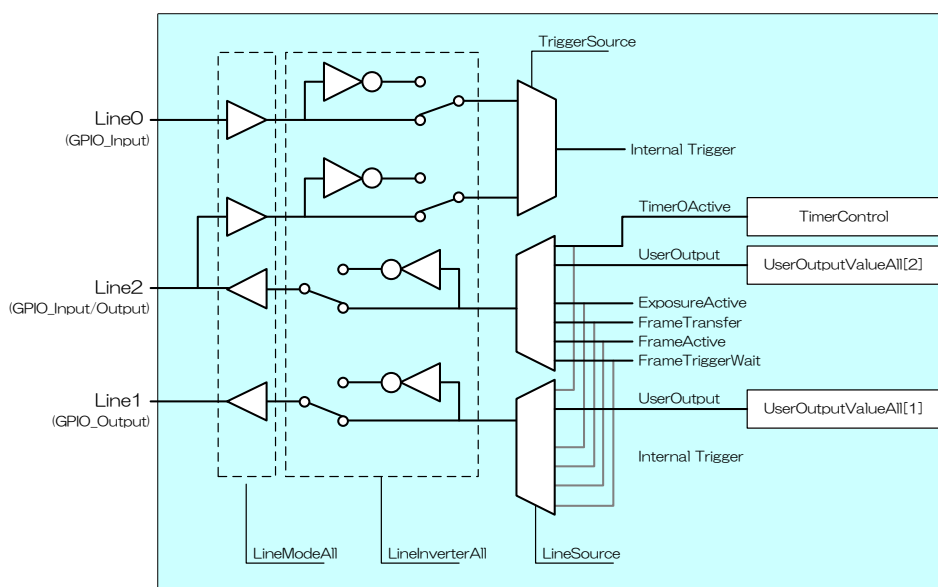 TriggerSource
Line0
(GPIO_Input)
Internal Trigger
Timer0Active
TimerControl
UserOutput
UserOutputValueAll[2]
Line2
(GPIO_Input/Output)
ExposureActive
FrameTransfer
FrameActive
FrameTriggerWait
Line1
(GPIO_Output)
UserOutput
UserOutputValueAll[1]
Internal Trigger
LineModeAll
LineInverterAll
LineSource